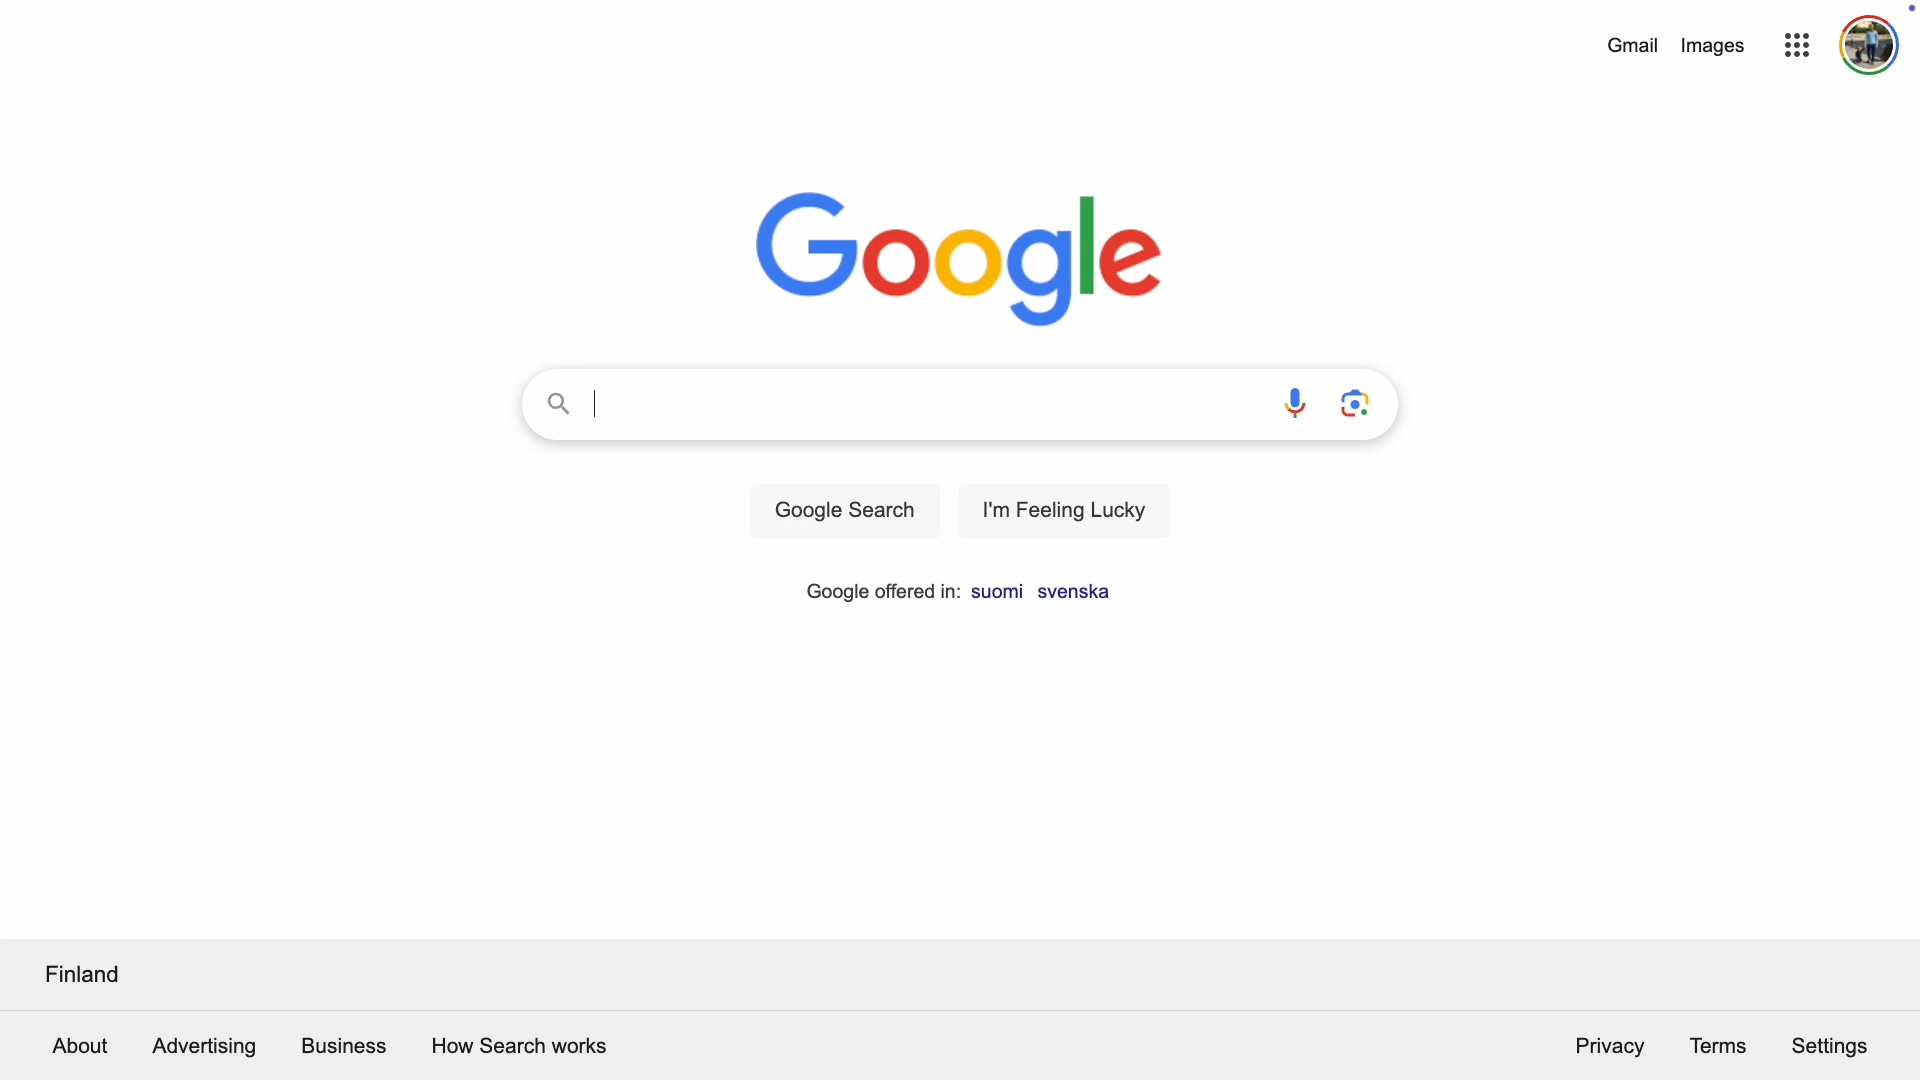 Gmail Images
Google
Google Search I'm Feeling Lucky
Google offered in: suomi svenska
Finland
About Advertising Business How Search works Privacy Terms Settings